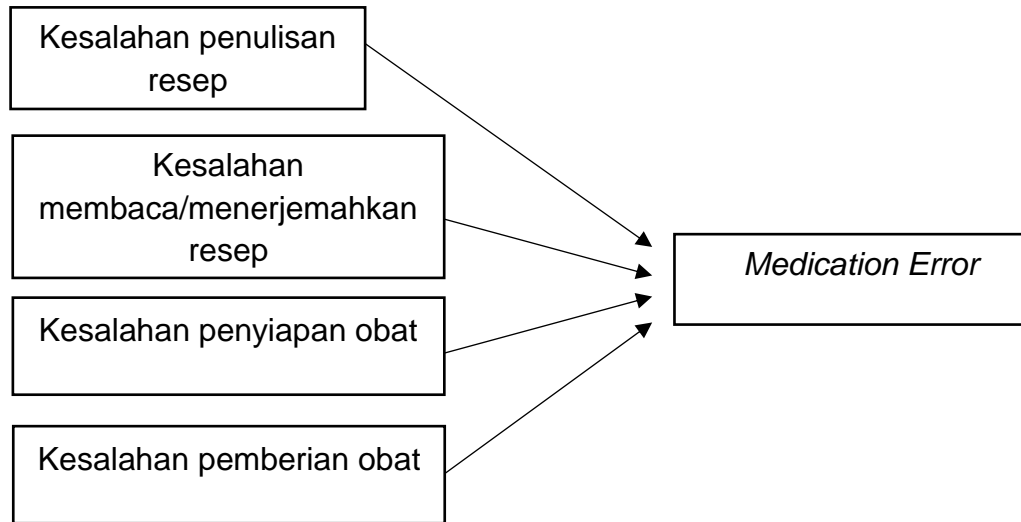 Kesalahan penulisan
resep
Kesalahan
membaca/menerjemahkan
resep
Kesalahan penyiapan obat
Kesalahan pemberian obat
Medication Error